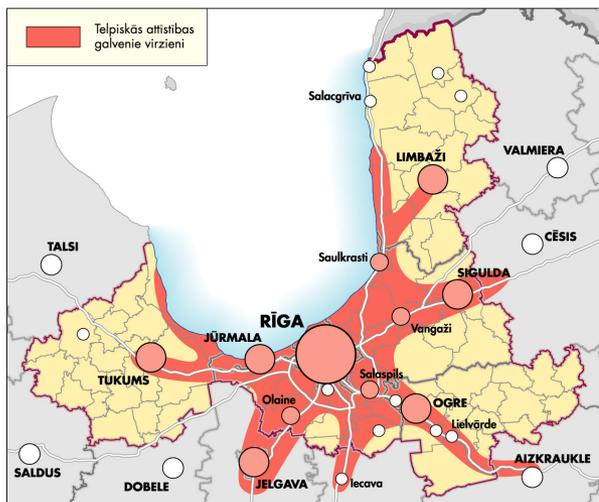 Telpiskās attīstības
galvenie virzieni
Salacgrīva
LIMBAŽI
VALMIERA
CĒSIS
TALSI
Saulkrasti
SIGULDA
RĪGA
Vangaži
JŪRMALA
TUKUMS
Salaspils
Olaine
OGRE
Lielvārde
AIZKRAUKLE
SALDUS
DOBELE
JELGAVA
Iecava